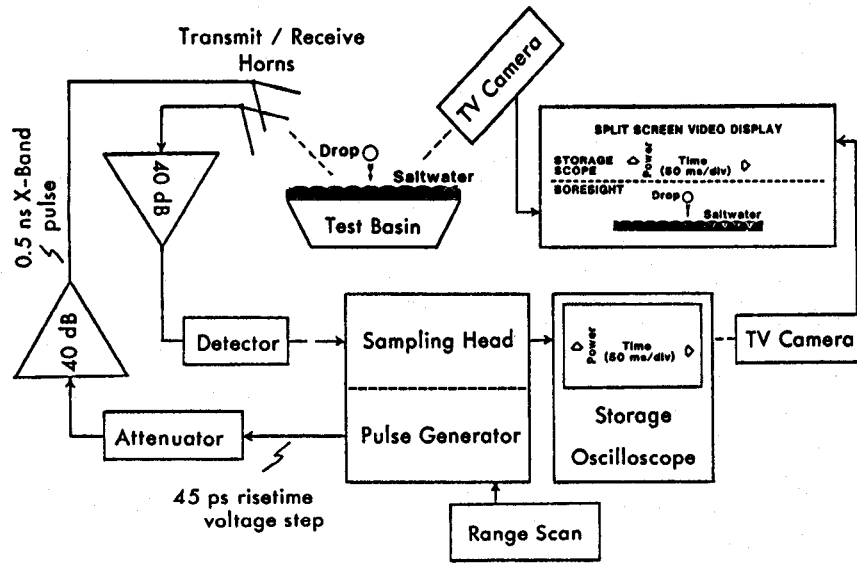 Transmit / Receive
Horns
TV Camera
SPLIT SCREEN VIDEO DISPLAY
STORAGE
SCOPE
Power
Time
(50 ms/div)
BORESIGHT
Drop
Saltwater
Drop
Saltwater
Test Basin
0.5 ns X-Band
pulse
40 dB
40 dB
Detector
Sampling Head
Power
Time
(50 ms/div)
TV Camera
Attenuator
Pulse Generator
Storage
Oscilloscope
45 ps risetime
voltage step
Range Scan